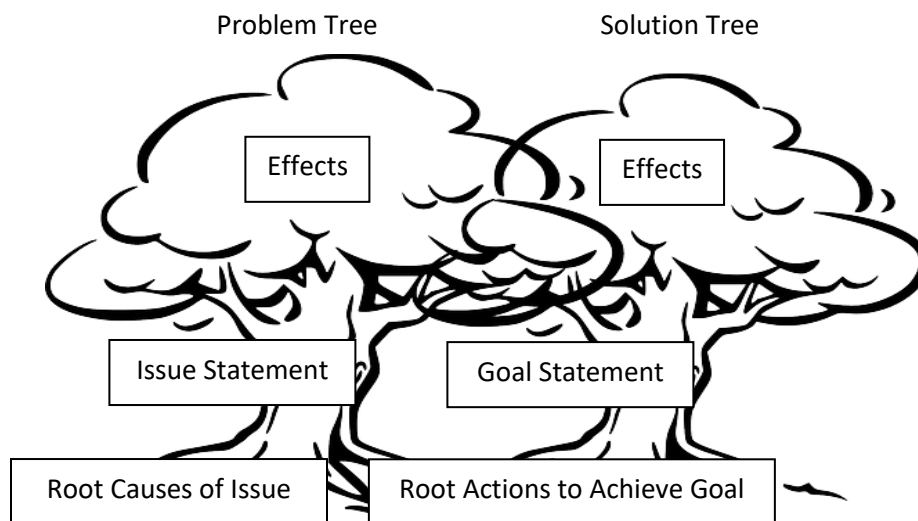 Problem Tree
Solution Tree
Effects
Effects
Issue Statement
Goal Statement
Root Causes of Issue
Root Actions to Achieve Goal